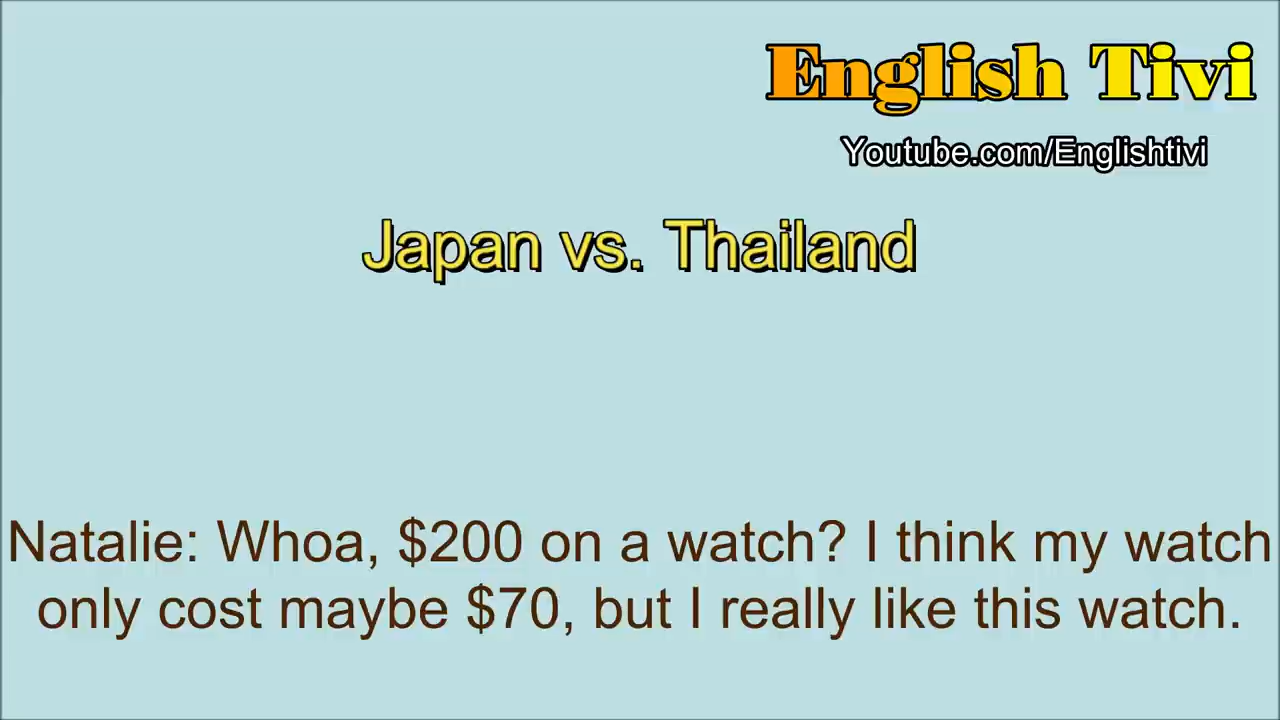 English Tivi
Youtube.com/Englishtivi
Japan vs. Thailand
Natalie: Whoa, $200 on a watch? I think my watch
only cost maybe $70, but I really like this watch.